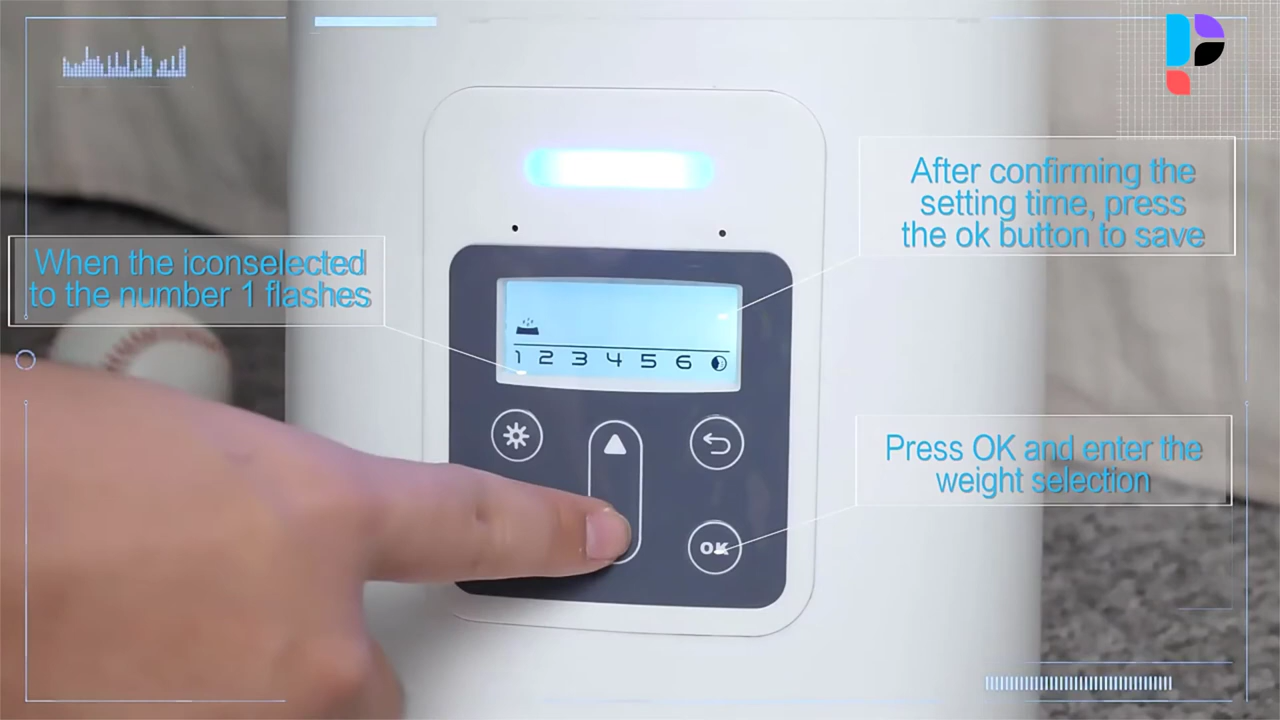 After confirming the
setting time, press
the ok button to save
When the iconselected
to the number 1 flashes
1 2 3 4 5 6
Press OK and enter the
weight selection
OK